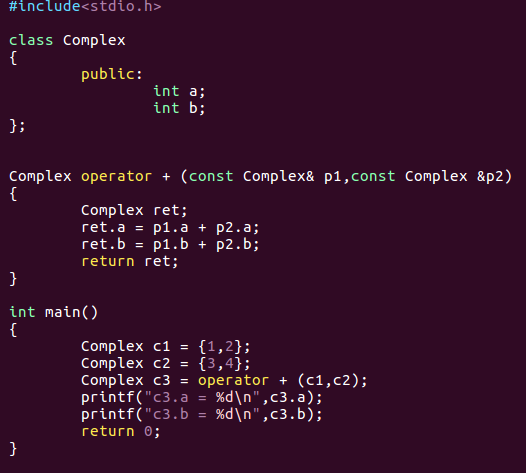 #include<stdio.h>
class Complex
{
        public:
                int a;
                int b;
};
Complex operator + (const Complex& p1,const Complex &p2)
{
        Complex ret;
        ret.a = p1.a + p2.a;
        ret.b = p1.b + p2.b;
        return ret;
}
int main()
{
        Complex c1 = {1,2};
        Complex c2 = {3,4};
        Complex c3 = operator + (c1,c2);
        printf("c3.a = %d\n",c3.a);
        printf("c3.b = %d\n",c3.b);
        return 0;
}